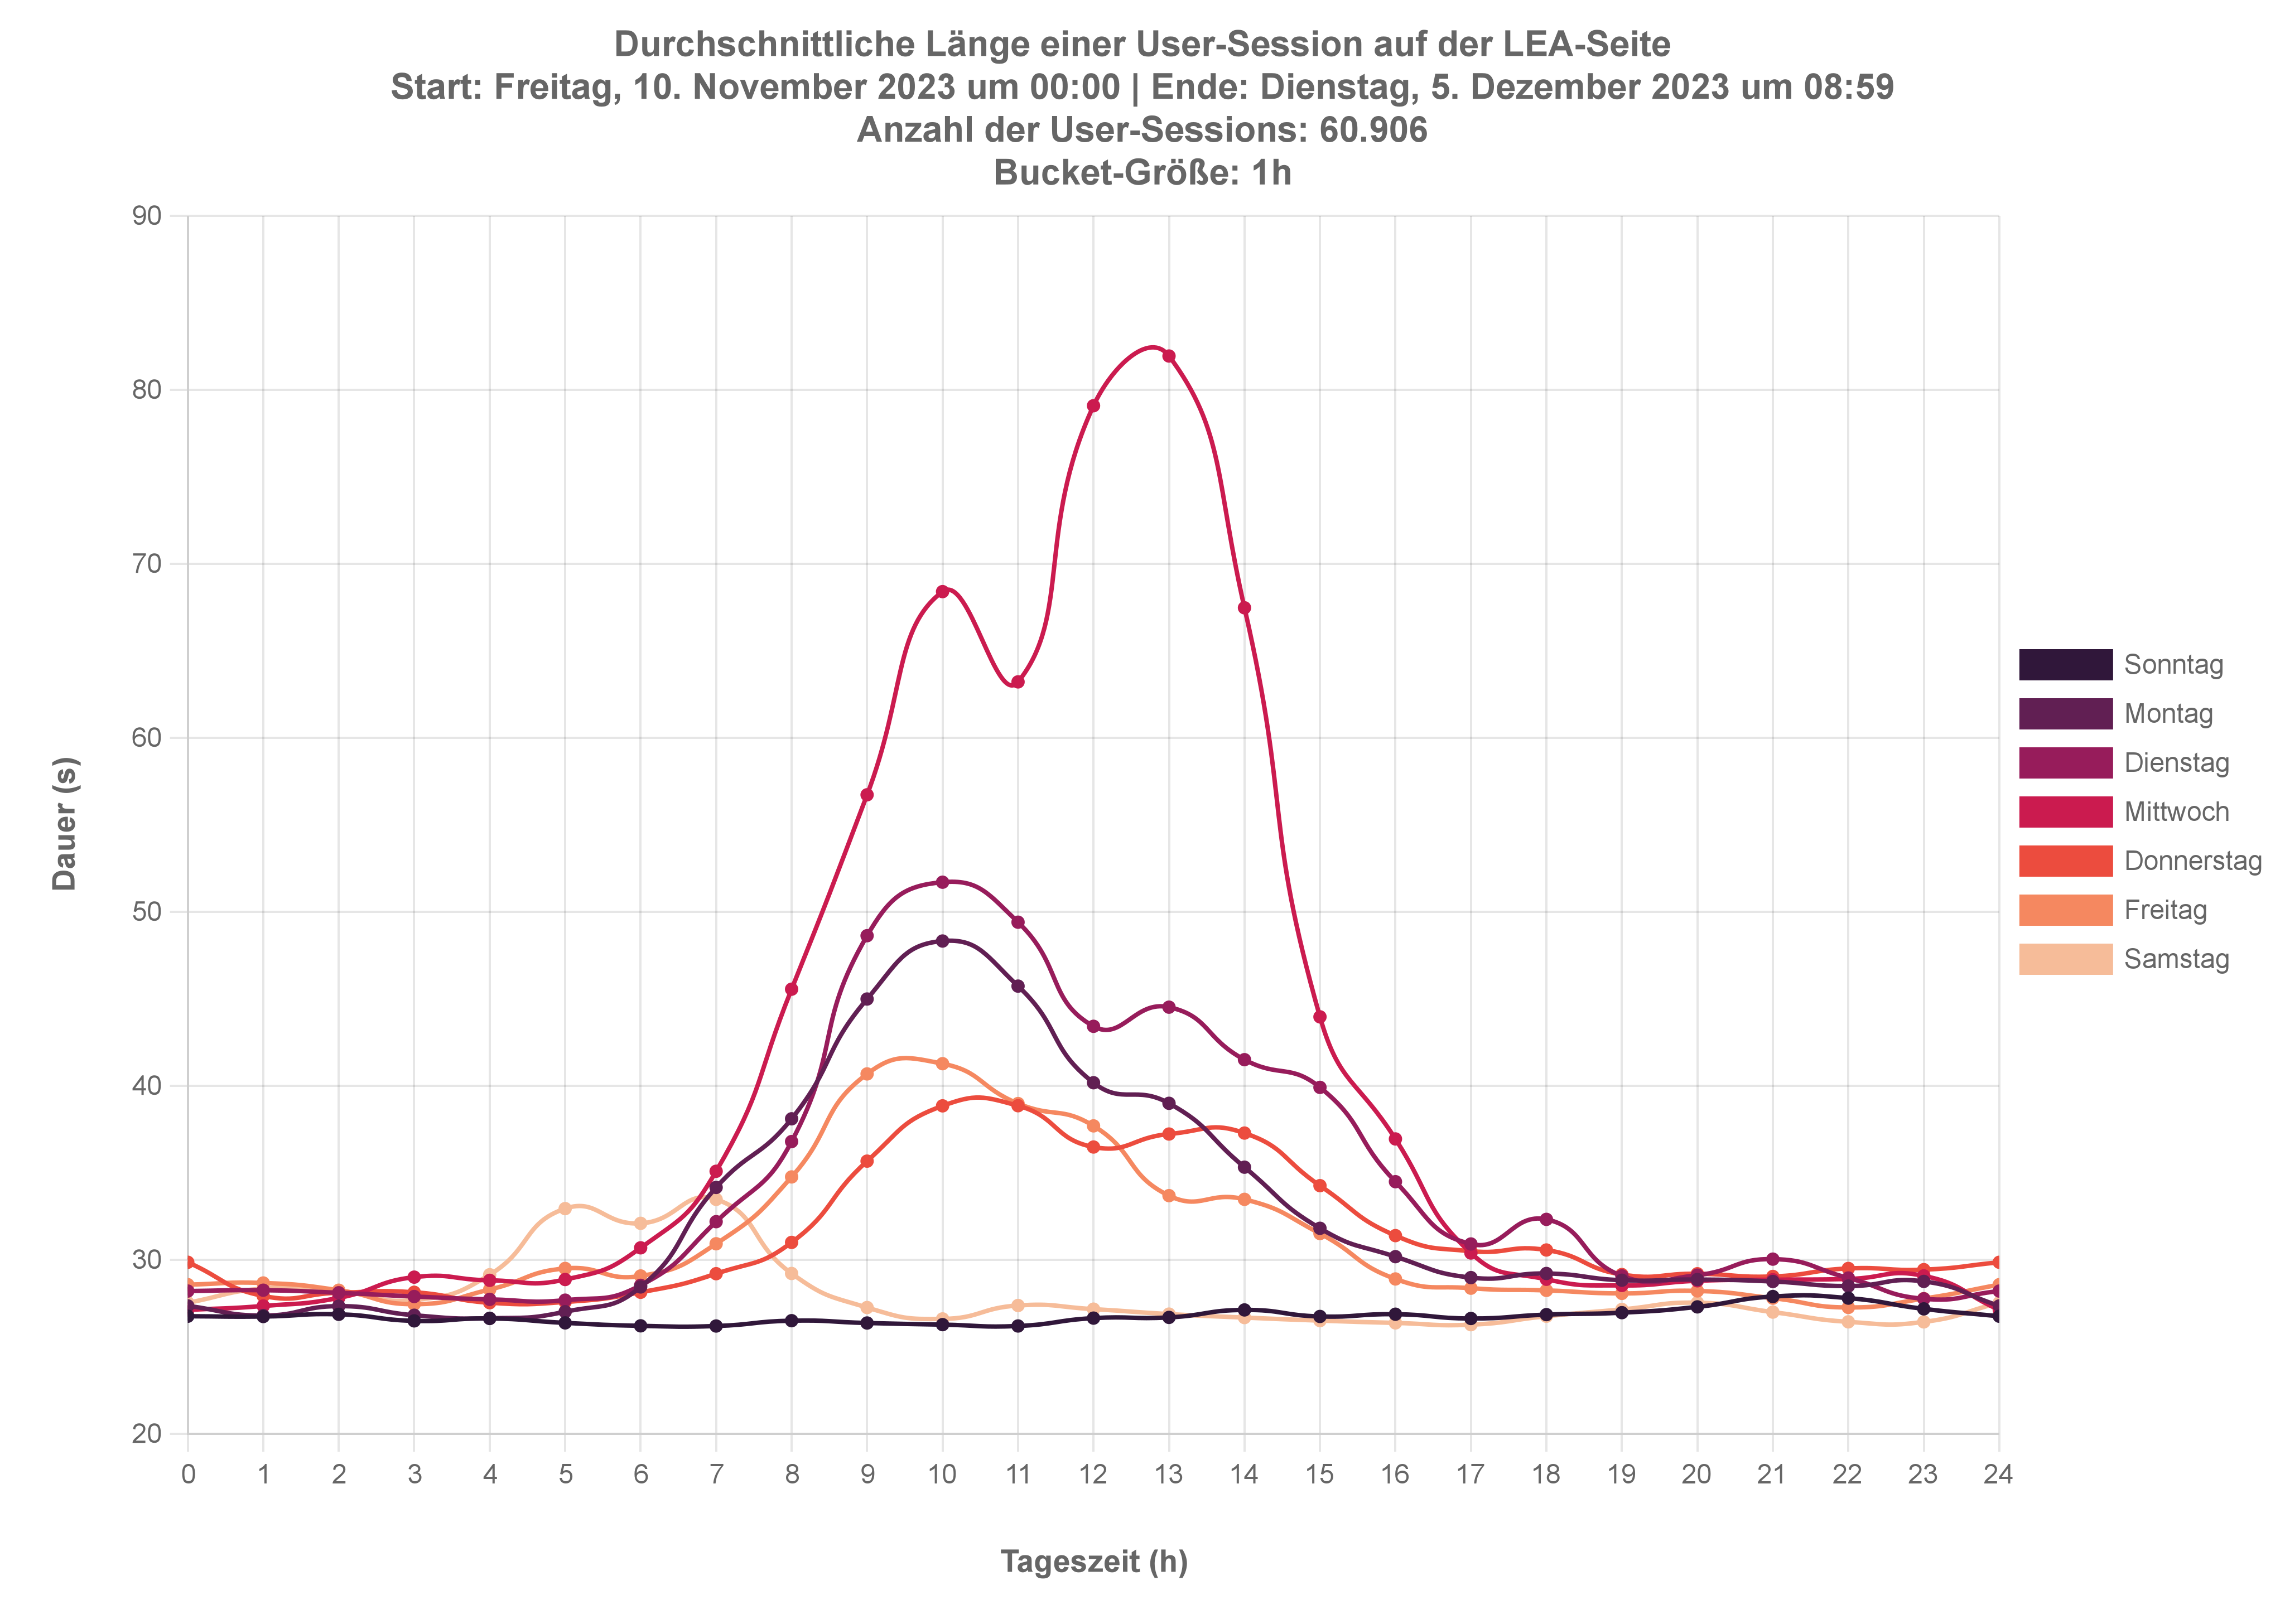 Durchschnittliche Länge einer User-Session auf der LEA-Seite
Start: Freitag, 10. November 2023 um 00:00 | Ende: Dienstag, 5. Dezember 2023 um 08:59
Anzahl der User-Sessions: 60.906
Bucket-Größe: 1h
90
80
70
60
50
40
30
20
Dauer (s)
0 1 2 3 4 5 6 7 8 9 10 11 12 13 14 15 16 17 18 19 20 21 22 23 24
Tageszeit (h)
Sonntag
Montag
Dienstag
Mittwoch
Donnerstag
Freitag
Samstag